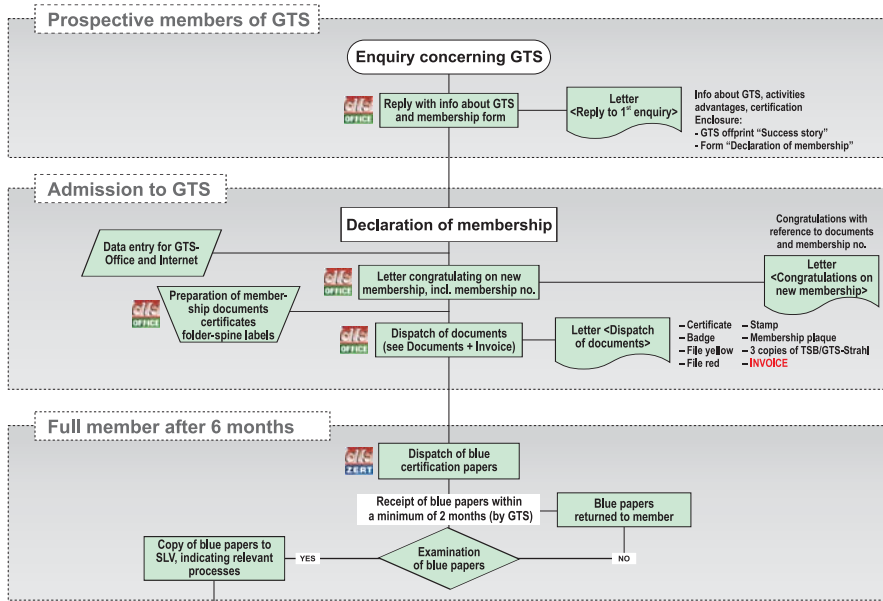 Prospective members of GTS
Enquiry concerning GTS
OFFICE
Reply with info about GTS
and membership form
Letter
<Reply to 1st enquiry>
Info about GTS, activities
advantages, certification
Enclosure:
- GTS offprint “Success story”
- Form “Declaration of membership”
Admission to GTS
Declaration of membership
Data entry for GTS-
Office and Internet
Congratulations with
reference to documents
and membership no.
OFFICE
Letter congratulating on new
membership, incl. membership no.
Letter
<Congratulations on
new membership>
OFFICE
Preparation of member-
ship documents
certificates
folder-spine labels
OFFICE
Dispatch of documents
(see Documents + Invoice)
Letter <Dispatch
of documents>
– Certificate
– Badge
– File yellow
– File red
– Stamp
– Membership plaque
– 3 copies of TSB/GTS-Strahl
– INVOICE
Full member after 6 months
ZERT
Dispatch of blue
certification papers
Receipt of blue papers within
a minimum of 2 months (by GTS)
Blue papers
returned to member
Copy of blue papers to
SLV, indicating relevant
processes
YES
Examination
of blue papers
NO